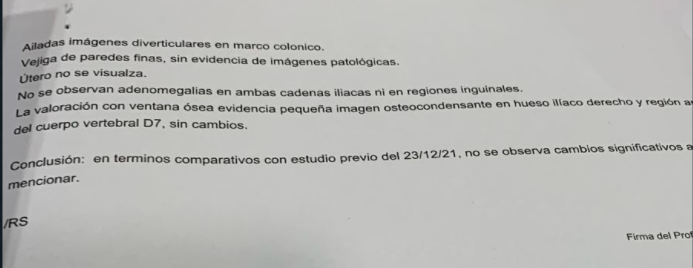 Ailadas imágenes diverticulares en marco colonico.
Vejiga de paredes finas, sin evidencia de imágenes patológicas.
Útero no se visualza.
No se observan adenomegalias en ambas cadenas iliacas ni en regiones inguinales.
La valoración con ventana ósea evidencia pequeña imagen osteocondensante en hueso ilíaco derecho y región
del cuerpo vertebral D7, sin cambios.
Conclusión: en terminos comparativos con estudio previo del 23/12/21, no se observa cambios significativos a
mencionar.
/RS
Firma del